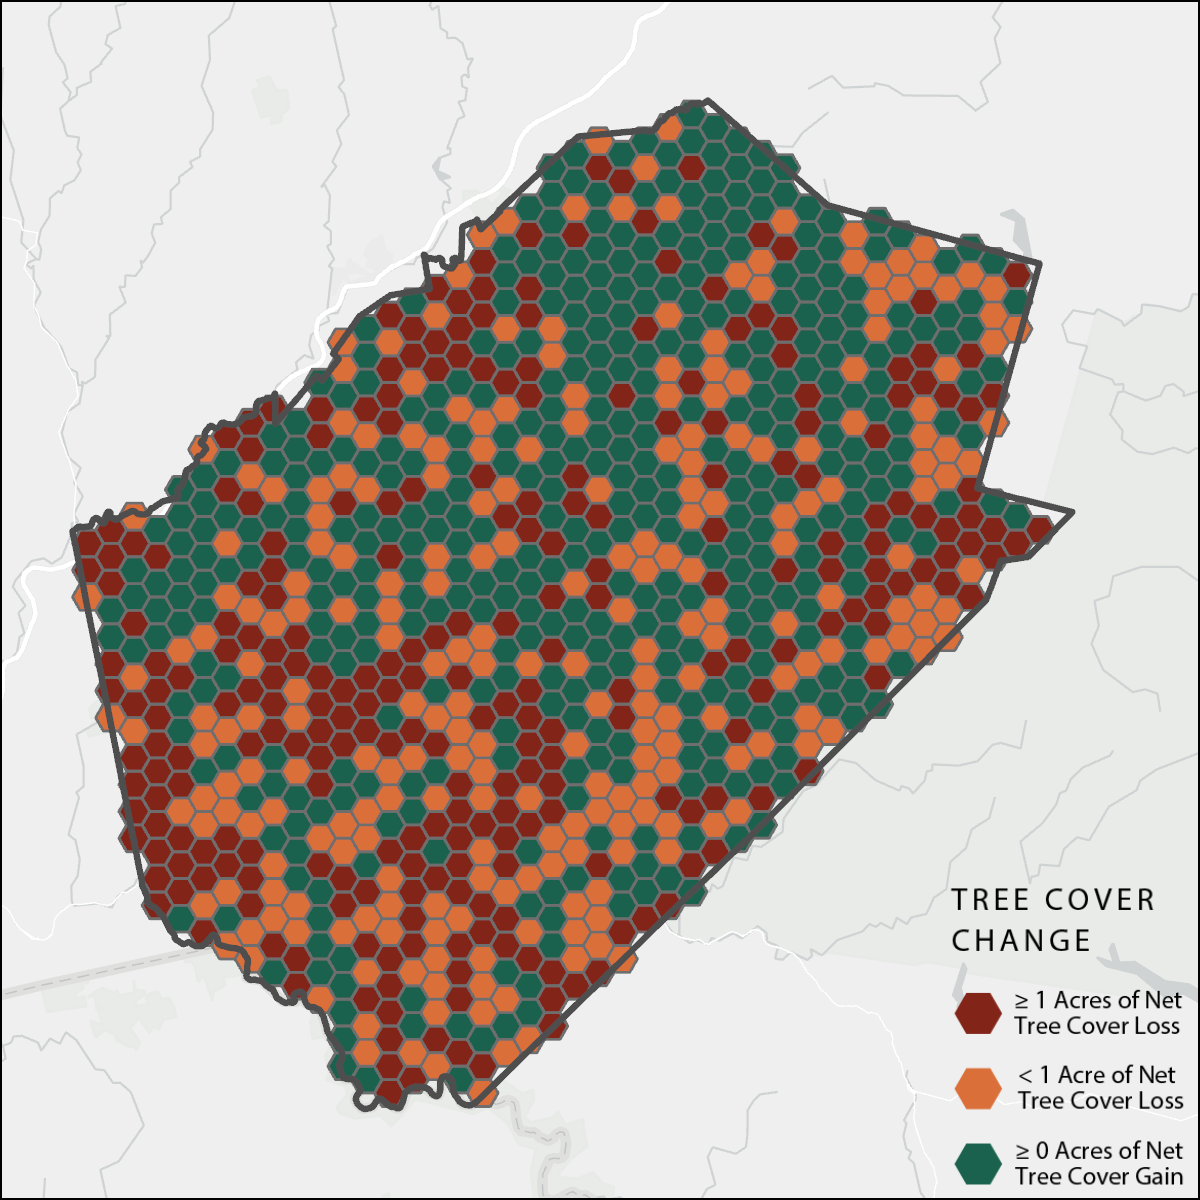 TREE COVER
CHANGE
≥ 1 Acres of Net
Tree Cover Loss
< 1 Acre of Net
Tree Cover Loss
≥ 0 Acres of Net
Tree Cover Gain